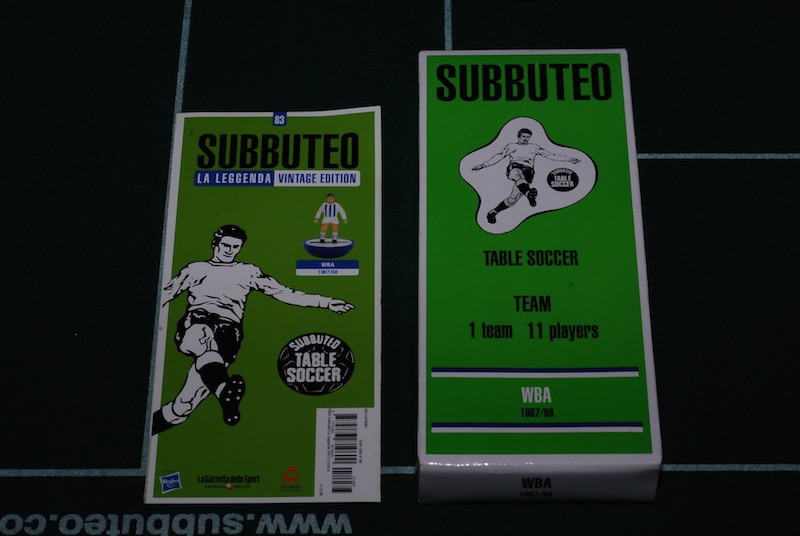 83
SUBBUTEO
LA LEGGENDA VINTAGE EDITION
WBA
1967/68
SUBBUTEO
TABLE
SOCCER
Hasbro
La Gazzetta dello Sport
SUBBUTEO
SUBBUTEO
TABLE
SOCCER
TABLE SOCCER
TEAM
1 team 11 players
WBA
1967/68
WBA
1967/68
www.subbuteo.co